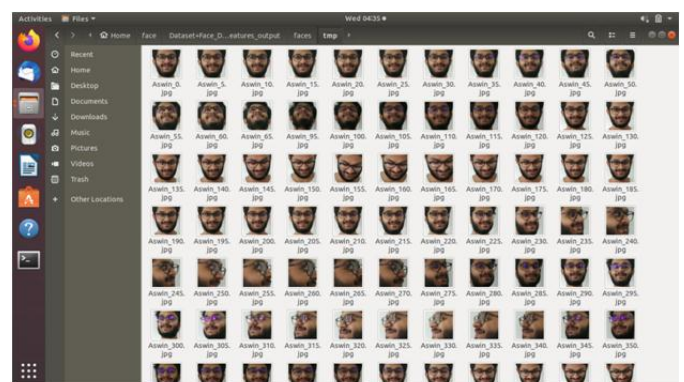 Activities Files ▾ Wed 04:35
Home face Dataset+Face_D...eatures_output faces tmp
Recent
Home
Desktop
Documents
Downloads
Music
Pictures
Videos
Trash
+ Other Locations
Aswin_0. Aswin_5. Aswin_10. Aswin_15. Aswin_20. Aswin_25. Aswin_30. Aswin_35. Aswin_40. Aswin_45. Aswin_50.
jpg jpg jpg jpg jpg jpg jpg jpg jpg jpg jpg
Aswin_55. Aswin_60. Aswin_65. Aswin_95. Aswin_100. Aswin_105. Aswin_110. Aswin_115. Aswin_120. Aswin_125. Aswin_130.
jpg jpg jpg jpg jpg jpg jpg jpg jpg jpg jpg
Aswin_135. Aswin_140. Aswin_145. Aswin_150. Aswin_155. Aswin_160. Aswin_165. Aswin_170. Aswin_175. Aswin_180. Aswin_185.
jpg jpg jpg jpg jpg jpg jpg jpg jpg jpg jpg
Aswin_190. Aswin_195. Aswin_200. Aswin_205. Aswin_210. Aswin_215. Aswin_220. Aswin_225. Aswin_230. Aswin_235. Aswin_240.
jpg jpg jpg jpg jpg jpg jpg jpg jpg jpg jpg
Aswin_245. Aswin_250. Aswin_255. Aswin_260. Aswin_265. Aswin_270. Aswin_275. Aswin_280. Aswin_285. Aswin_290. Aswin_295.
jpg jpg jpg jpg jpg jpg jpg jpg jpg jpg jpg
Aswin_300. Aswin_305. Aswin_310. Aswin_315. Aswin_320. Aswin_325. Aswin_330. Aswin_335. Aswin_340. Aswin_345. Aswin_350.
jpg jpg jpg jpg jpg jpg jpg jpg jpg jpg jpg